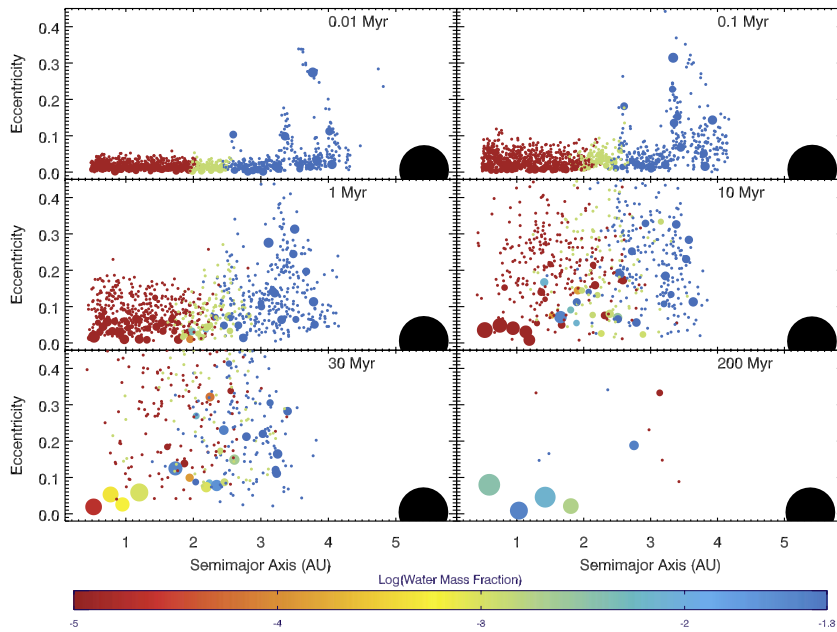 0.01 Myr
0.1 Myr
Eccentricity
0.4
0.3
0.2
0.1
0.0
1 Myr
10 Myr
Eccentricity
0.4
0.3
0.2
0.1
0.0
30 Myr
200 Myr
Eccentricity
0.4
0.3
0.2
0.1
0.0
1 2 3 4 5
1 2 3 4 5
Semimajor Axis (AU)
Semimajor Axis (AU)
Log(Water Mass Fraction)
-5 -4 -3 -2 -1.3